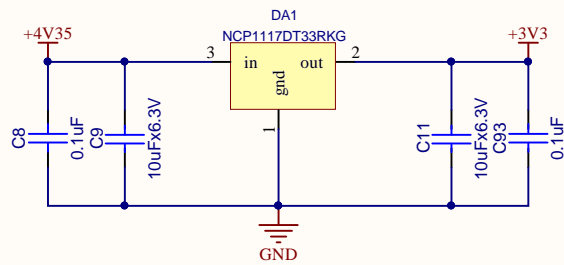 DA1
+4V35
NCP1117DT33RKG
+3V3
3
in
out
2
gnd
1
C8
0.1uF
C9
10uFx6.3V
C11
10uFx6.3V
C93
0.1uF
GND